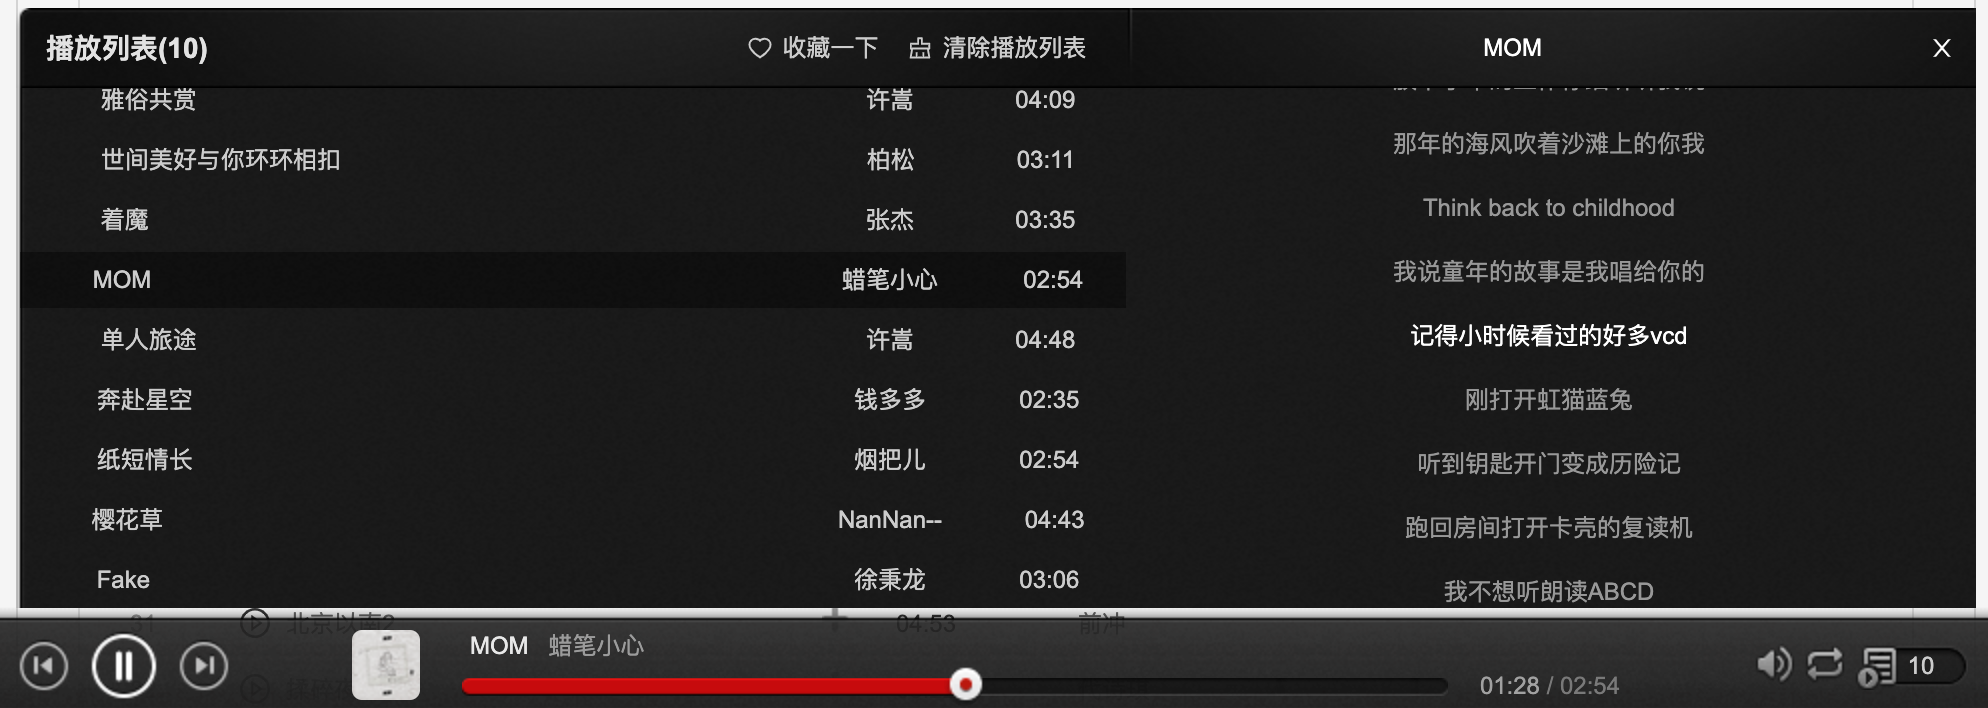 播放列表(10) 收藏一下 清除播放列表 MOM X
雅俗共赏 许嵩 04:09
世间美好与你环环相扣 柏松 03:11
着魔 张杰 03:35
MOM 蜡笔小心 02:54
单人旅途 许嵩 04:48
奔赴星空 钱多多 02:35
纸短情长 烟把儿 02:54
樱花草 NanNan-- 04:43
Fake 徐秉龙 03:06
那年的海风吹着沙滩上的你我
Think back to childhood
我说童年的故事是我唱给你的
记得小时候看过的好多vcd
刚打开虹猫蓝兔
听到钥匙开门变成历险记
跑回房间打开卡壳的复读机
我不想听朗读ABCD
31 北京以南2 04:53 前冲
MOM 蜡笔小心
01:28 / 02:54
10